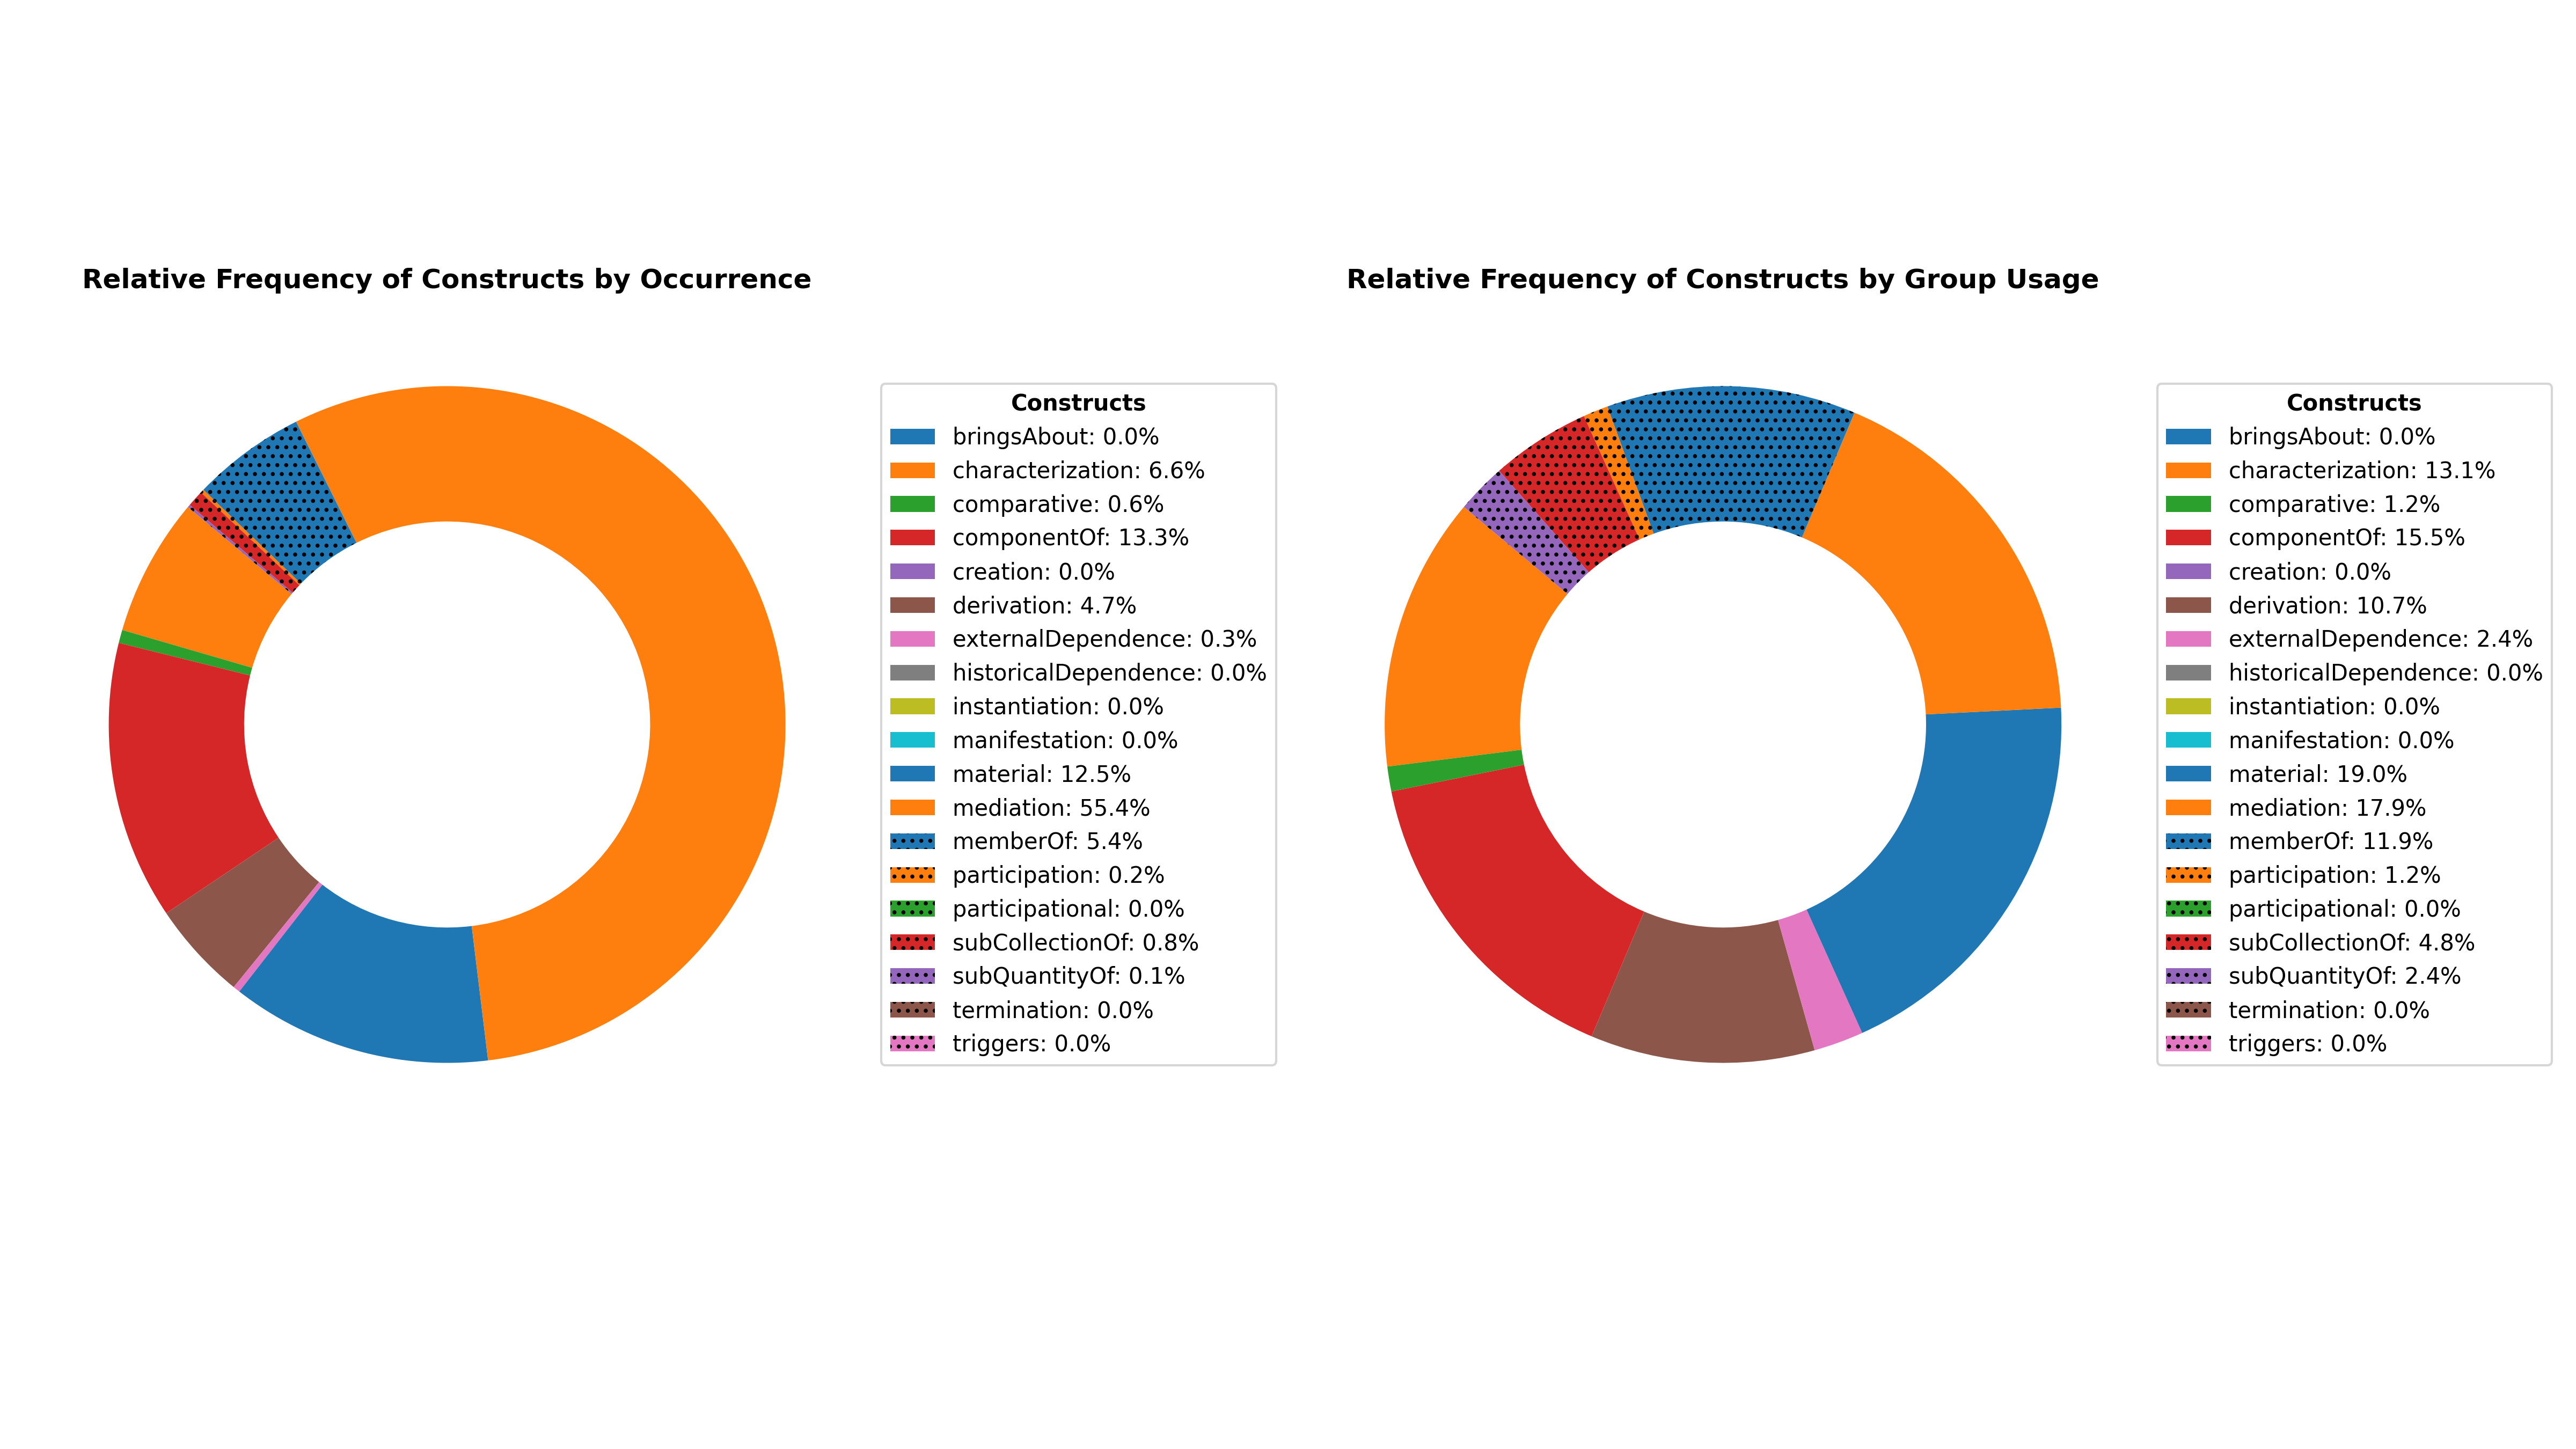 Relative Frequency of Constructs by Occurrence
Constructs
bringsAbout: 0.0%
characterization: 6.6%
comparative: 0.6%
componentOf: 13.3%
creation: 0.0%
derivation: 4.7%
externalDependence: 0.3%
historicalDependence: 0.0%
instantiation: 0.0%
manifestation: 0.0%
material: 12.5%
mediation: 55.4%
memberOf: 5.4%
participation: 0.2%
participational: 0.0%
subCollectionOf: 0.8%
subQuantityOf: 0.1%
termination: 0.0%
triggers: 0.0%
Relative Frequency of Constructs by Group Usage
Constructs
bringsAbout: 0.0%
characterization: 13.1%
comparative: 1.2%
componentOf: 15.5%
creation: 0.0%
derivation: 10.7%
externalDependence: 2.4%
historicalDependence: 0.0%
instantiation: 0.0%
manifestation: 0.0%
material: 19.0%
mediation: 17.9%
memberOf: 11.9%
participation: 1.2%
participational: 0.0%
subCollectionOf: 4.8%
subQuantityOf: 2.4%
termination: 0.0%
triggers: 0.0%